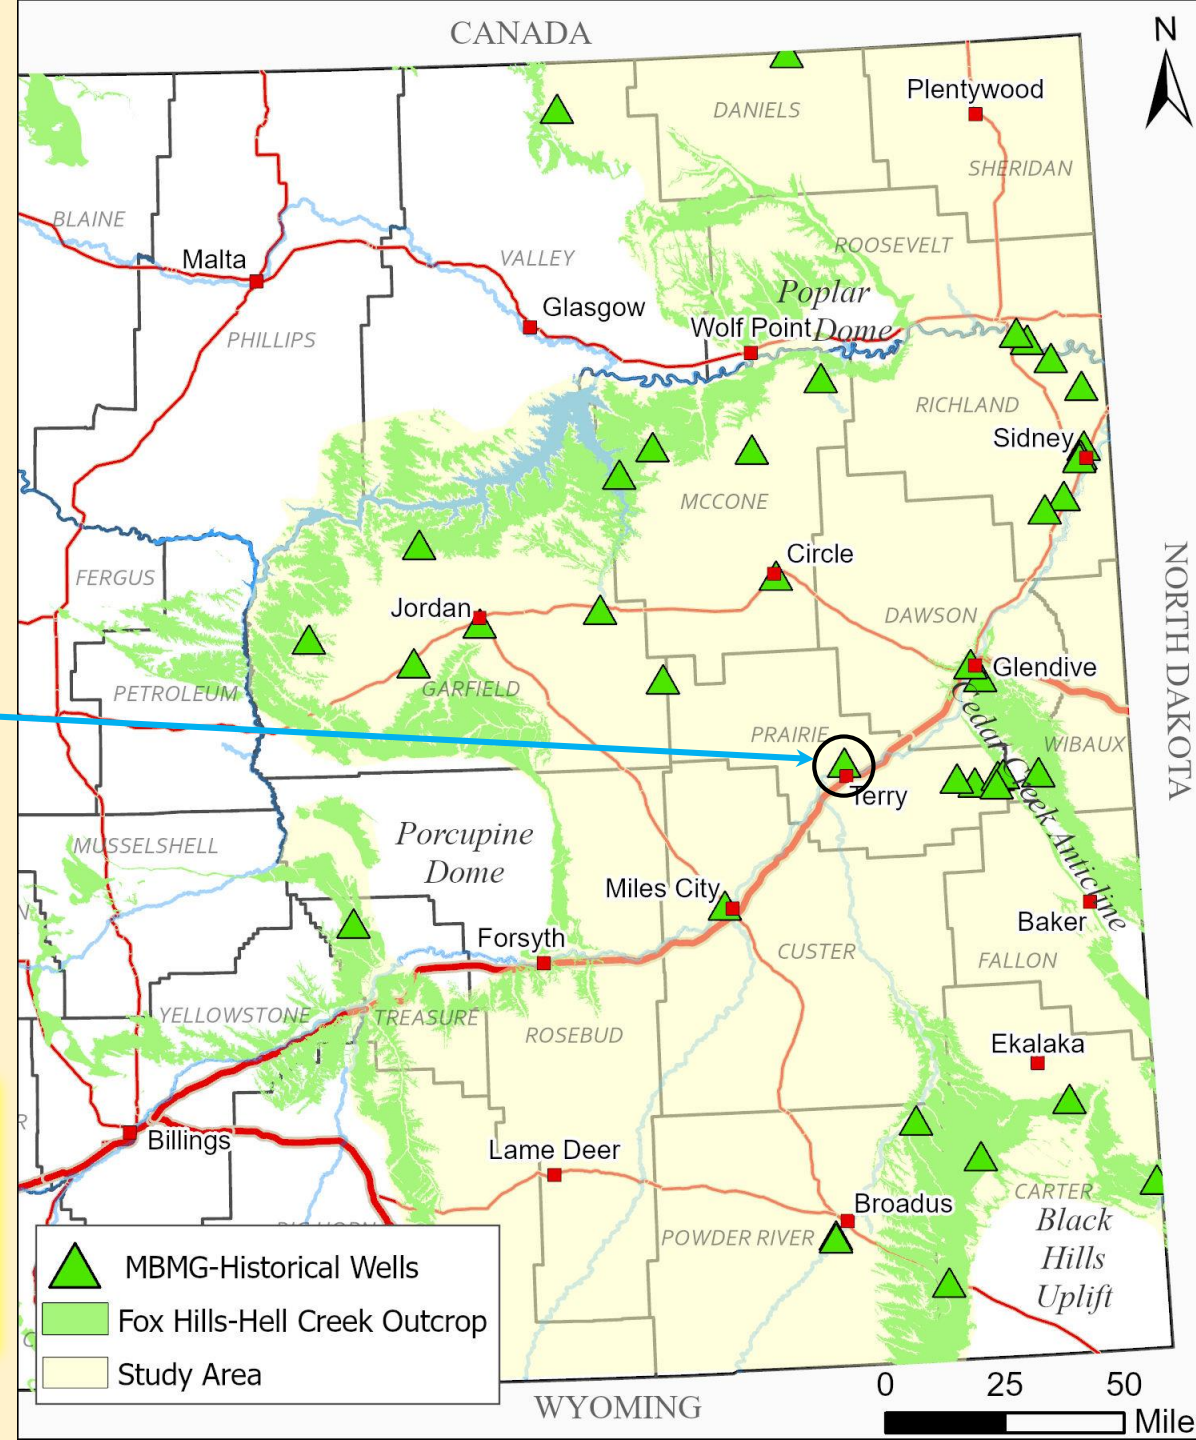 CANADA
N
Plentywood
DANIELS
SHERIDAN
BLAINE
ROOSEVELT
Malta
VALLEY
Poplar
Dome
Glasgow
Wolf Point
PHILLIPS
RICHLAND
Sidney
MCCONE
Circle
FERGUS
Jordan
DAWSON
Glendive
GARFIELD
PETROLEUM
NORTH DAKOTA
PRAIRIE
WIBAUX
Cedar Creek Anticline
Terry
Porcupine
Dome
MUSSELSHELL
Miles City
Baker
Forsyth
CUSTER
FALLON
YELLOWSTONE
TREASURE
ROSEBUD
Ekalaka
Billings
Lame Deer
CARTER
Broadus
Black
Hills
Uplift
POWDER RIVER
MBMG-Historical Wells
Fox Hills-Hell Creek Outcrop
Study Area
WYOMING
0 25 50
Mile